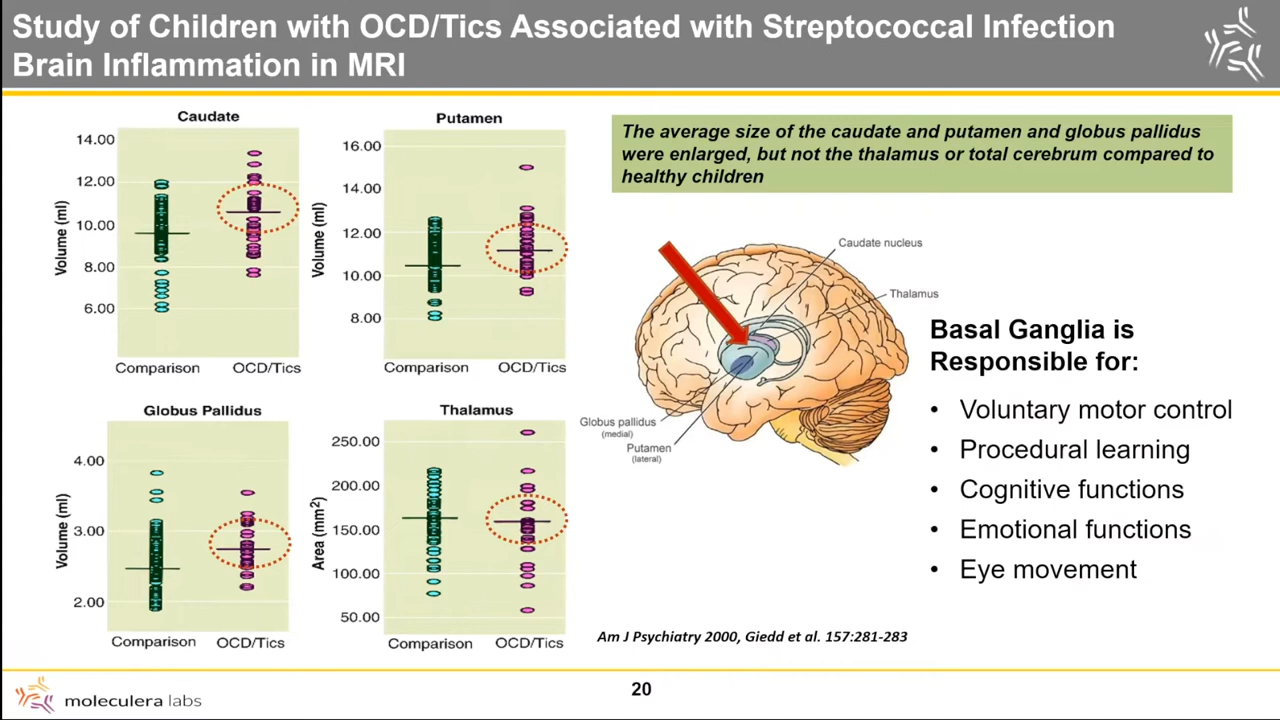 Study of Children with OCD/Tics Associated with Streptococcal Infection
Brain Inflammation in MRI
Caudate
14.00
12.00
10.00
8.00
6.00
Volume (ml)
Comparison
OCD/Tics
Putamen
16.00
14.00
12.00
10.00
8.00
Volume (ml)
Comparison
OCD/Tics
Globus Pallidus
4.00
3.00
2.00
Volume (ml)
Comparison
OCD/Tics
Thalamus
250.00
200.00
150.00
100.00
50.00
Area (mm²)
Comparison
OCD/Tics
The average size of the caudate and putamen and globus pallidus
were enlarged, but not the thalamus or total cerebrum compared to
healthy children
Caudate nucleus
Thalamus
Globus pallidus
(medial)
Putamen
(lateral)
Basal Ganglia is
Responsible for:
• Voluntary motor control
• Procedural learning
• Cognitive functions
• Emotional functions
• Eye movement
Am J Psychiatry 2000, Giedd et al. 157:281-283
moleculera labs
20